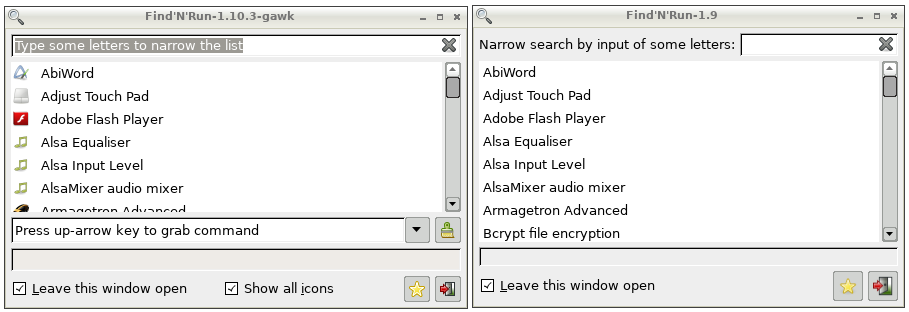 Find'N'Run-1.10.3-gawk
Type some letters to narrow the list
AbiWord
Adjust Touch Pad
Adobe Flash Player
Alsa Equaliser
Alsa Input Level
AlsaMixer audio mixer
Armagetron Advanced
Press up-arrow key to grab command
Leave this window open
Show all icons
Find'N'Run-1.9
Narrow search by input of some letters:
AbiWord
Adjust Touch Pad
Adobe Flash Player
Alsa Equaliser
Alsa Input Level
AlsaMixer audio mixer
Armagetron Advanced
Bcrypt file encryption
Leave this window open